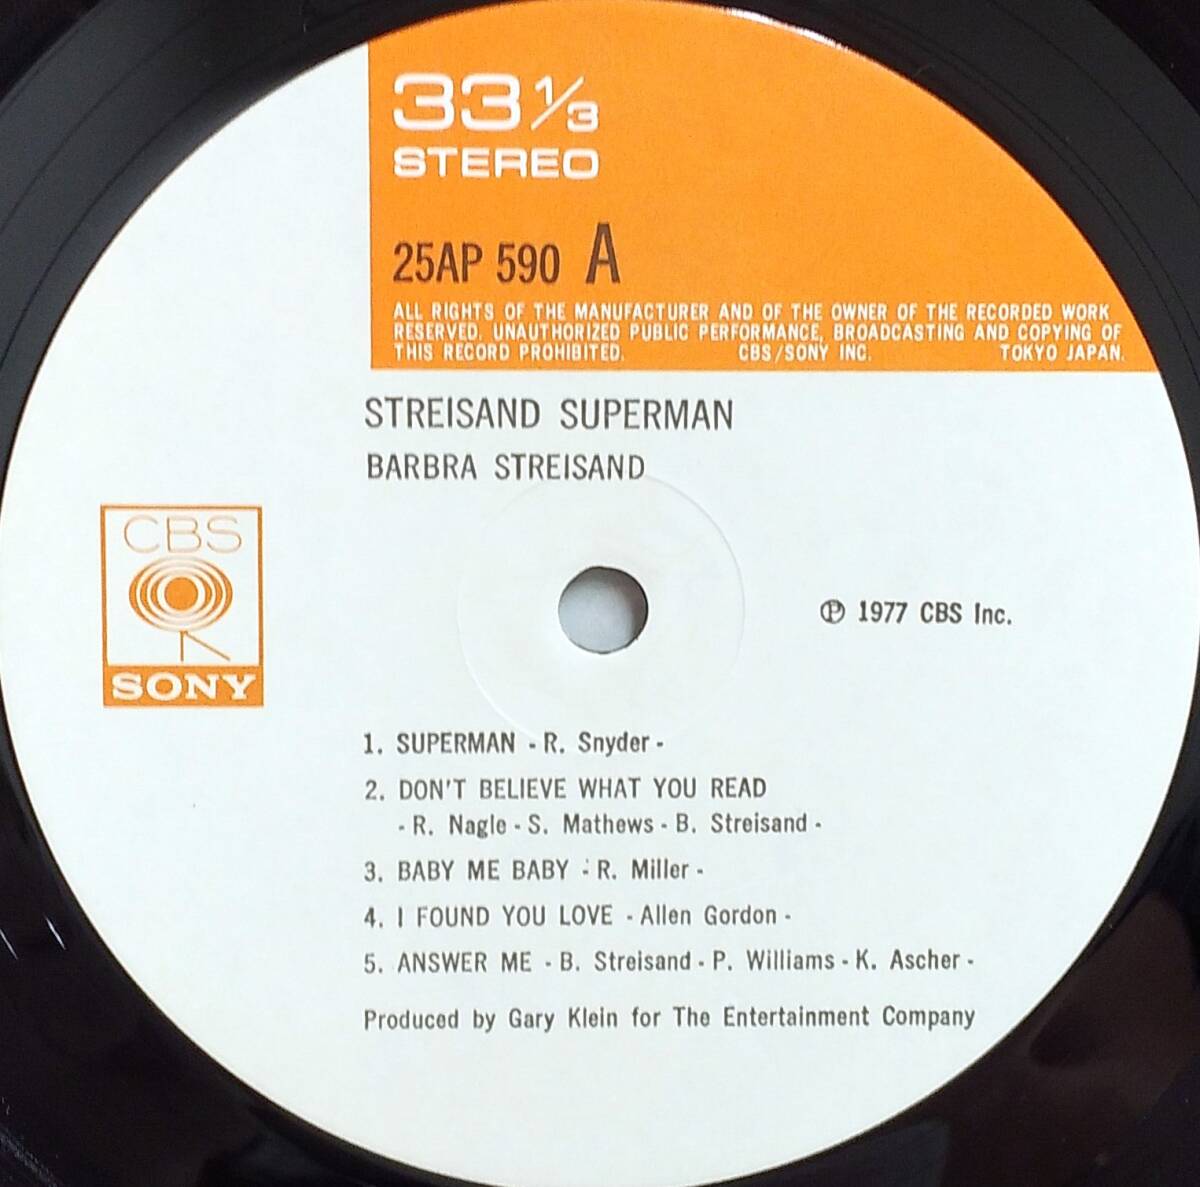 33 1/3
STEREO
25AP 590 A
ALL RIGHTS OF THE MANUFACTURER AND OF THE OWNER OF THE RECORDED WORK
RESERVED. UNAUTHORIZED PUBLIC PERFORMANCE, BROADCASTING AND COPYING OF
THIS RECORD PROHIBITED. CBS/SONY INC. TOKYO JAPAN.
STREISAND SUPERMAN
BARBRA STREISAND
CBS
SONY
℗ 1977 CBS Inc.
1. SUPERMAN - R. Snyder -
2. DON'T BELIEVE WHAT YOU READ
- R. Nagle - S. Mathews - B. Streisand -
3. BABY ME BABY - R. Miller -
4. I FOUND YOU LOVE - Allen Gordon -
5. ANSWER ME - B. Streisand - P. Williams - K. Ascher -
Produced by Gary Klein for The Entertainment Company